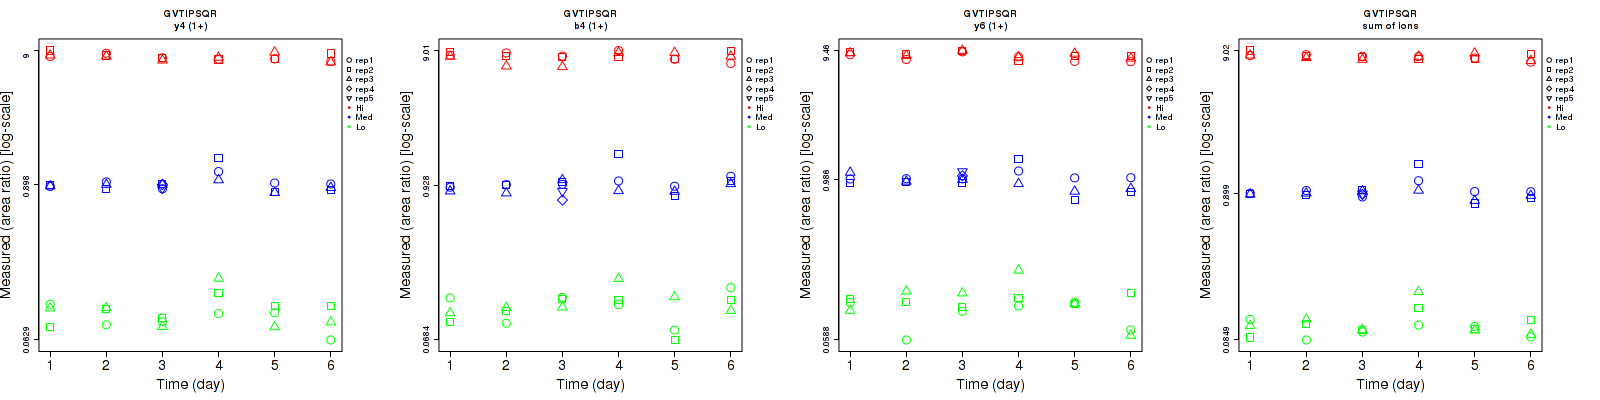 GVTIPSQR
y4 (1+)
Measured (area ratio) [log-scale]
9
0.898
0.0629
1 2 3 4 5 6
Time (day)
rep1
rep2
rep3
rep4
rep5
Hi
Med
Lo
GVTIPSQR
b4 (1+)
Measured (area ratio) [log-scale]
9.01
0.928
0.0684
1 2 3 4 5 6
Time (day)
rep1
rep2
rep3
rep4
rep5
Hi
Med
Lo
GVTIPSQR
y6 (1+)
Measured (area ratio) [log-scale]
9.46
0.986
0.0588
1 2 3 4 5 6
Time (day)
rep1
rep2
rep3
rep4
rep5
Hi
Med
Lo
GVTIPSQR
sum of ions
Measured (area ratio) [log-scale]
9.02
0.899
0.0849
1 2 3 4 5 6
Time (day)
rep1
rep2
rep3
rep4
rep5
Hi
Med
Lo